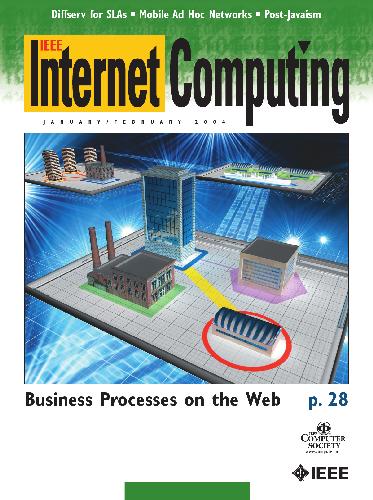 Diffserv for SLAs ▪ Mobile Ad Hoc Networks ▪ Post-Javaism
IEEE
Internet Computing
JANUARY/FEBRUARY 2004
Business Processes on the Web p. 28
COMPUTER
SOCIETY
IEEE